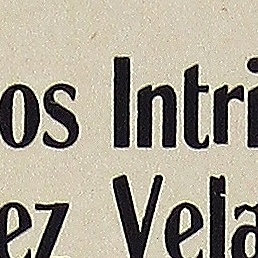 os Intri
ez Vela